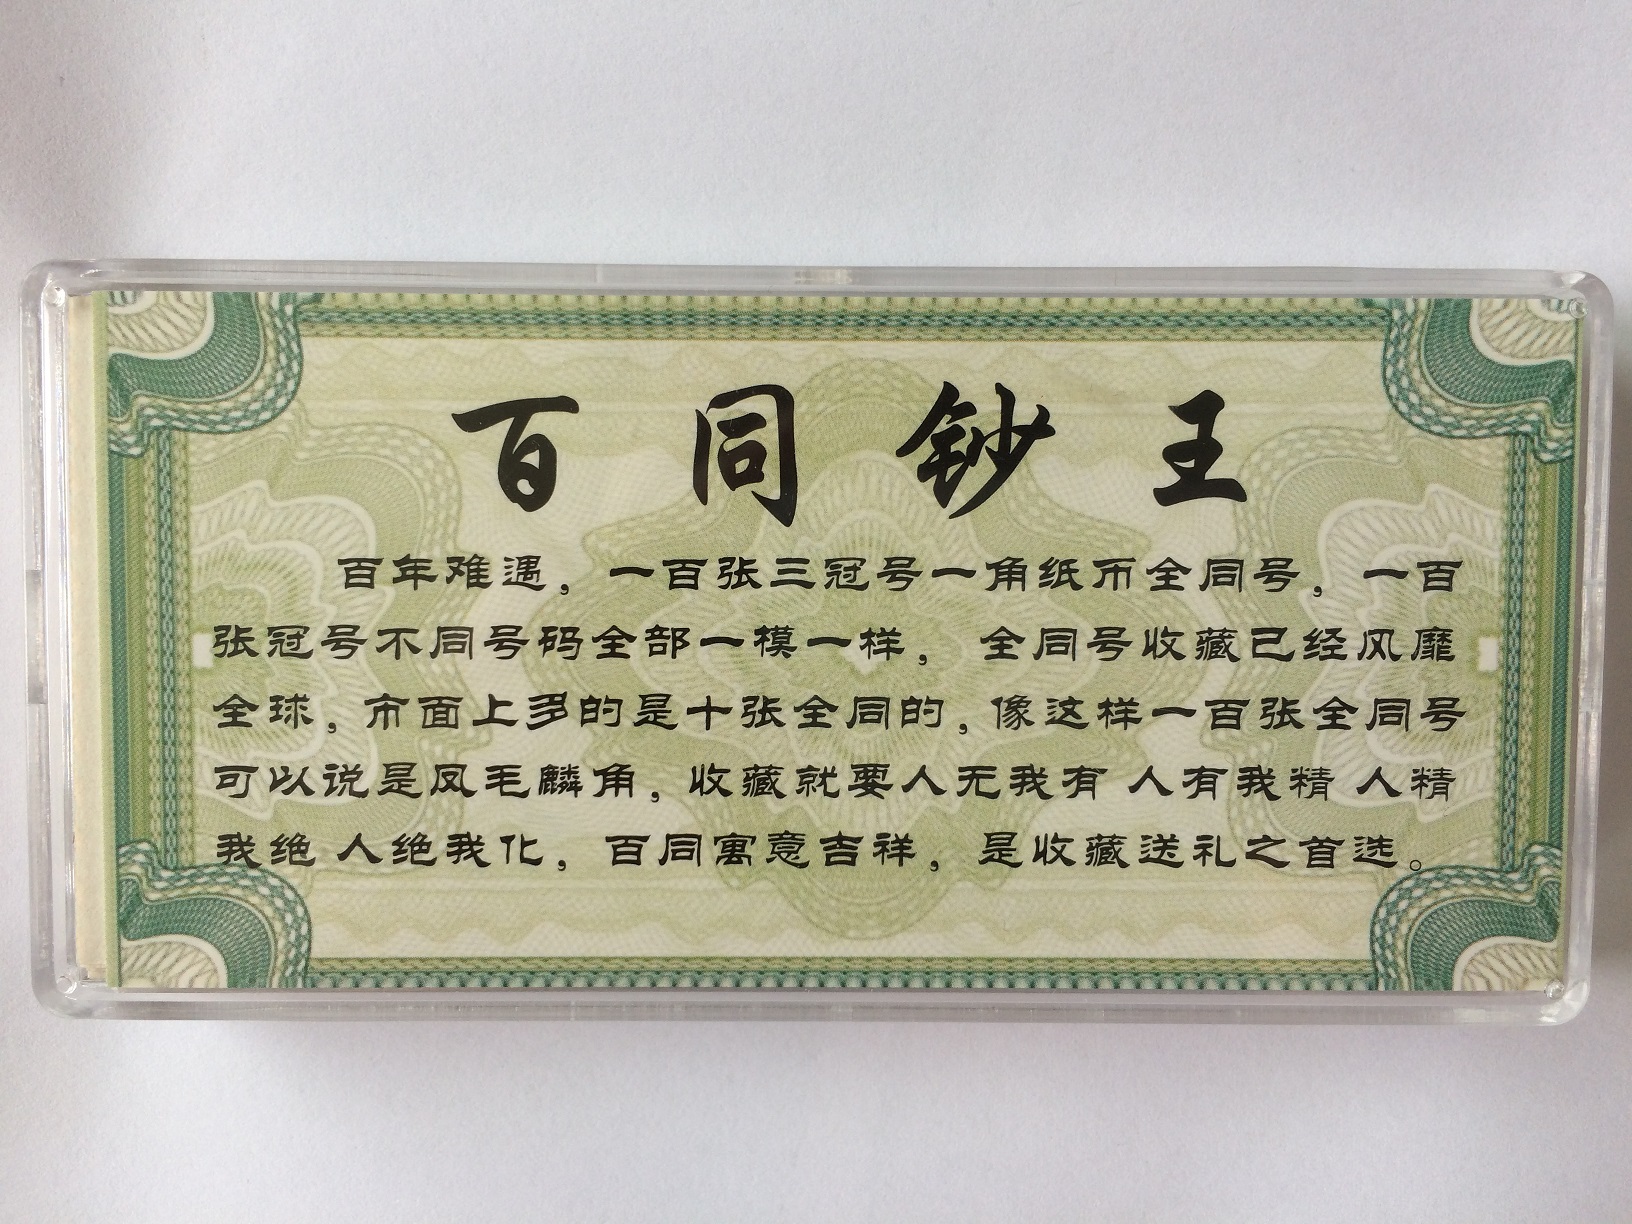 百同钞王
百年难遇，一百张三冠号一角纸币全同号，一百
张冠号不同号码全部一模一样，全同号收藏已经风靡
全球，市面上多的是十张全同的，像这样一百张全同号
可以说是凤毛麟角，收藏就要人无我有 人有我精 人精
我绝 人绝我化，百同寓意吉祥，是收藏送礼之首选。